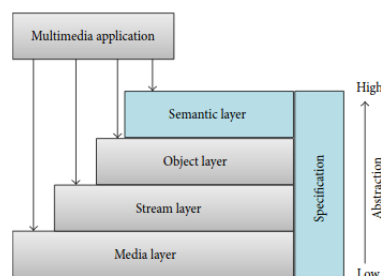 Multimedia application
High
Semantic layer
Object layer
Stream layer
Media layer
Specification
Abstraction
Low